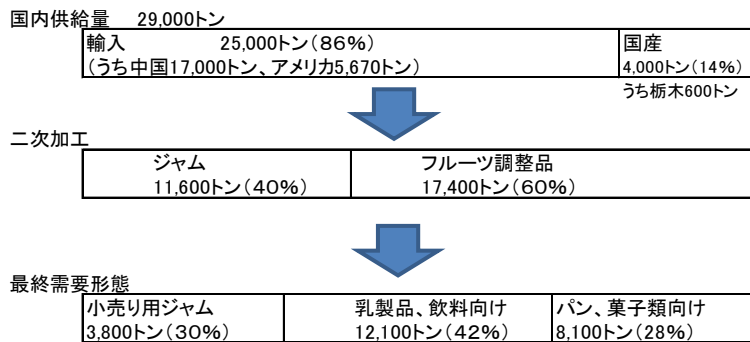 国内供給量 29,000トン
輸入 25,000トン(86%)
(うち中国17,000トン、アメリカ5,670トン)
国産
4,000トン(14%)
うち栃木600トン
二次加工
ジャム
11,600トン(40%)
フルーツ調整品
17,400トン(60%)
最終需要形態
小売り用ジャム
3,800トン(30%)
乳製品、飲料向け
12,100トン(42%)
パン、菓子類向け
8,100トン(28%)